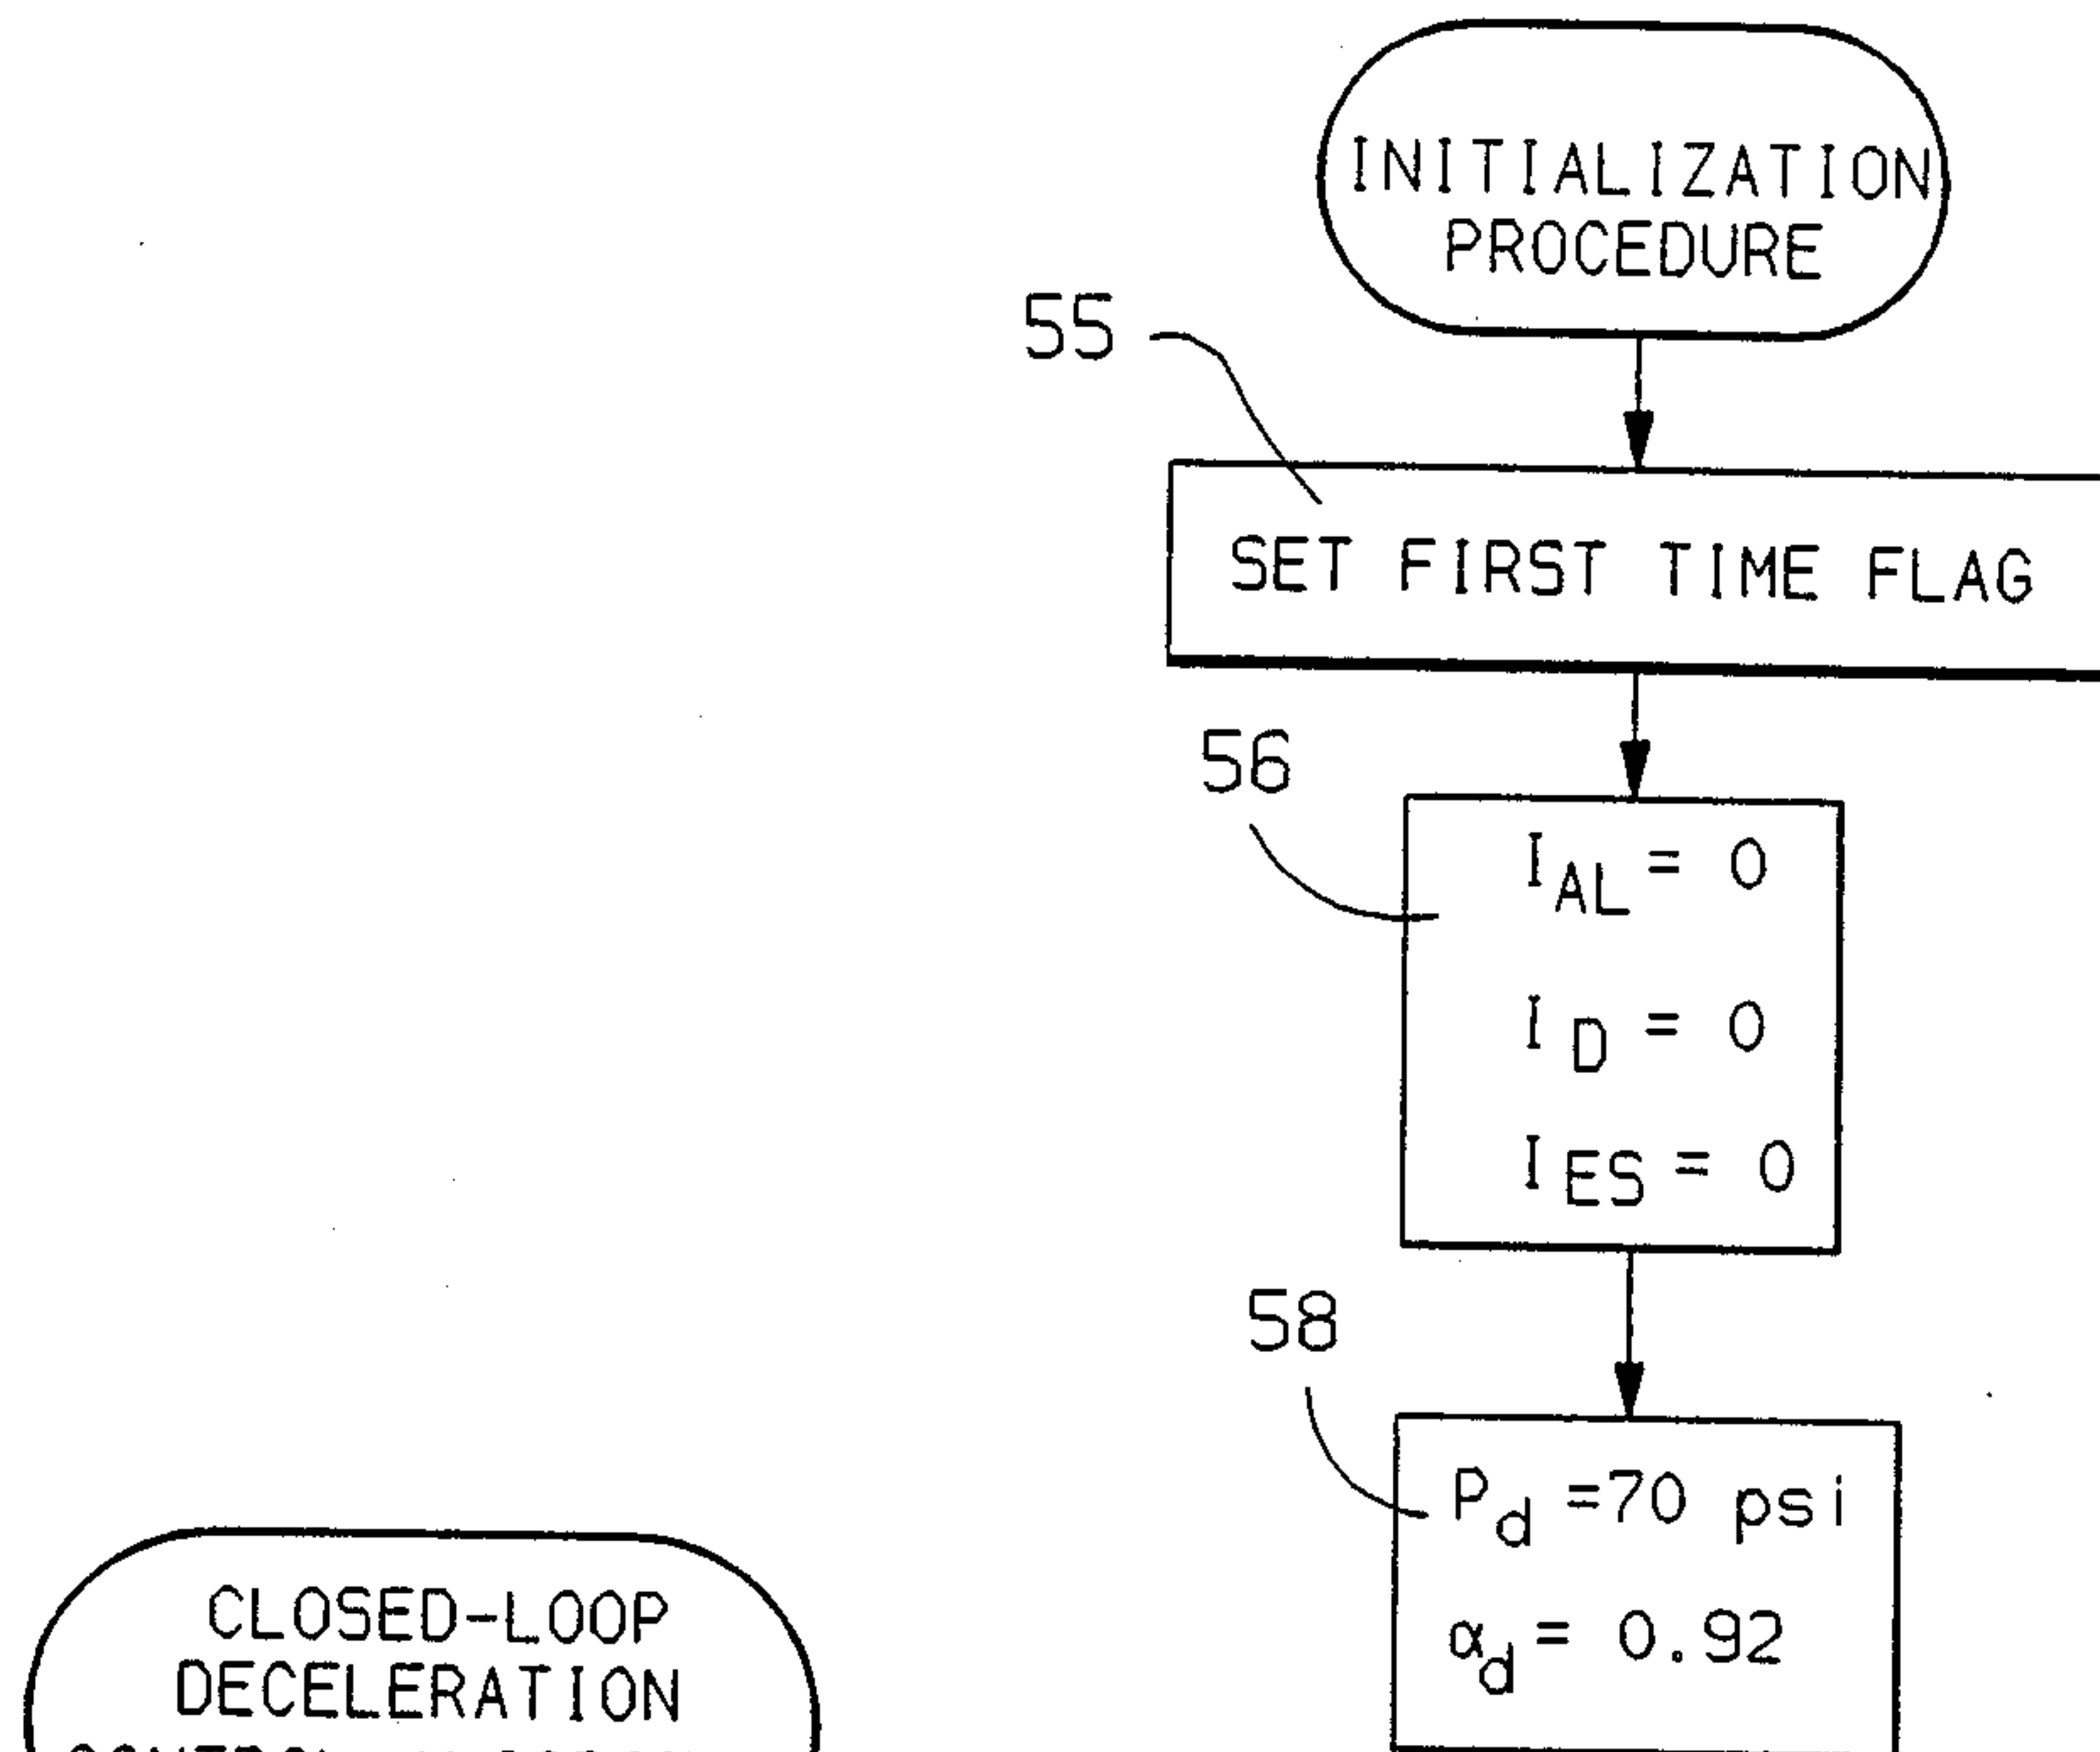 INITIALIZATION
PROCEDURE
55
SET FIRST TIME FLAG
56
I_AL = 0
I_D = 0
I_ES = 0
58
P_d =70 psi
α_d = 0.92
CLOSED-LOOP
DECELERATION